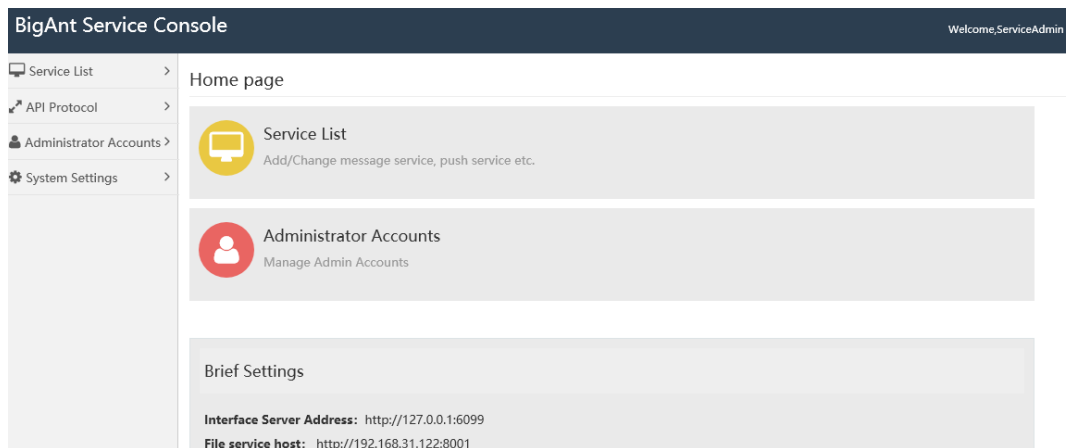 BigAnt Service Console
Welcome,ServiceAdmin
Service List
API Protocol
Administrator Accounts
System Settings
Home page
Service List
Add/Change message service, push service etc.
Administrator Accounts
Manage Admin Accounts
Brief Settings
Interface Server Address: http://127.0.0.1:6099
File service host: http://192.168.31.122:8001